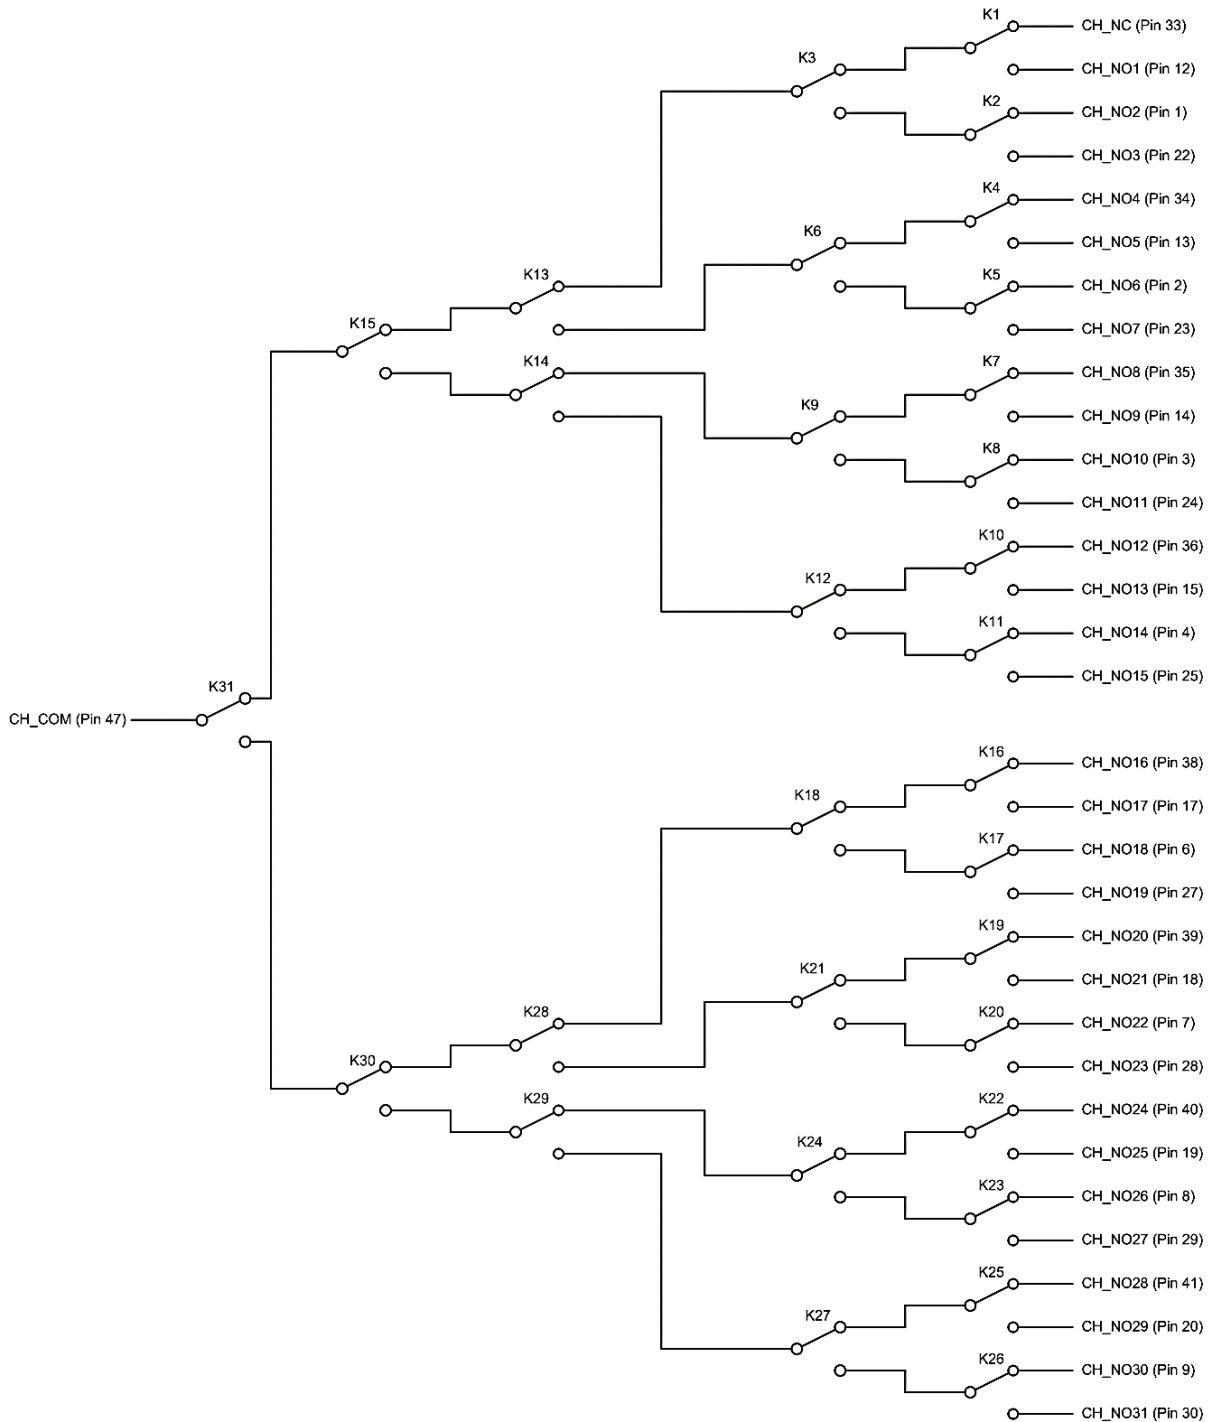 K1
CH_NC (Pin 33)
K3
CH_NO1 (Pin 12)
K2
CH_NO2 (Pin 1)
CH_NO3 (Pin 22)
K4
CH_NO4 (Pin 34)
K6
CH_NO5 (Pin 13)
K13
K5
CH_NO6 (Pin 2)
K15
CH_NO7 (Pin 23)
K14
K7
CH_NO8 (Pin 35)
K9
CH_NO9 (Pin 14)
K8
CH_NO10 (Pin 3)
CH_NO11 (Pin 24)
K10
CH_NO12 (Pin 36)
K12
CH_NO13 (Pin 15)
K11
CH_NO14 (Pin 4)
CH_NO15 (Pin 25)
K31
CH_COM (Pin 47)
K16
CH_NO16 (Pin 38)
K18
CH_NO17 (Pin 17)
K17
CH_NO18 (Pin 6)
CH_NO19 (Pin 27)
K19
CH_NO20 (Pin 39)
K21
CH_NO21 (Pin 18)
K28
K20
CH_NO22 (Pin 7)
K30
CH_NO23 (Pin 28)
K29
K22
CH_NO24 (Pin 40)
K24
CH_NO25 (Pin 19)
K23
CH_NO26 (Pin 8)
CH_NO27 (Pin 29)
K25
CH_NO28 (Pin 41)
K27
CH_NO29 (Pin 20)
K26
CH_NO30 (Pin 9)
CH_NO31 (Pin 30)